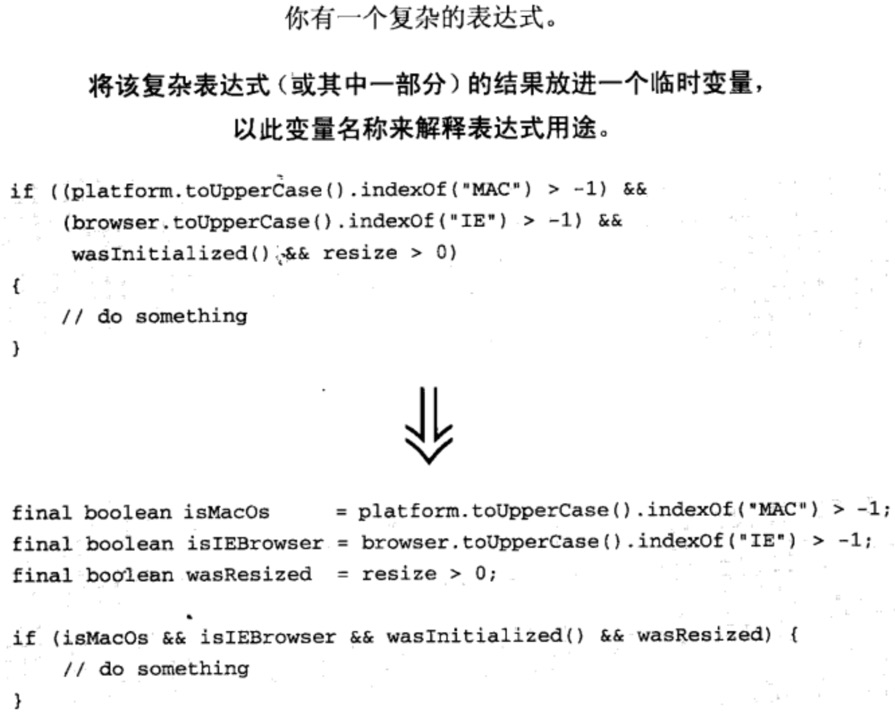 你有一个复杂的表达式。
将该复杂表达式（或其中一部分）的结果放进一个临时变量，
以此变量名称来解释表达式用途。
if ((platform.toUpperCase().indexOf("MAC") > -1) &&
(browser.toUpperCase().indexOf("IE") > -1) &&
wasInitialized() && resize > 0)
{
// do something
}
final boolean isMacOs = platform.toUpperCase().indexOf("MAC") > -1;
final boolean isIEBrowser = browser.toUpperCase().indexOf("IE") > -1;
final boolean wasResized = resize > 0;
if (isMacOs && isIEBrowser && wasInitialized() && wasResized) {
// do something
}